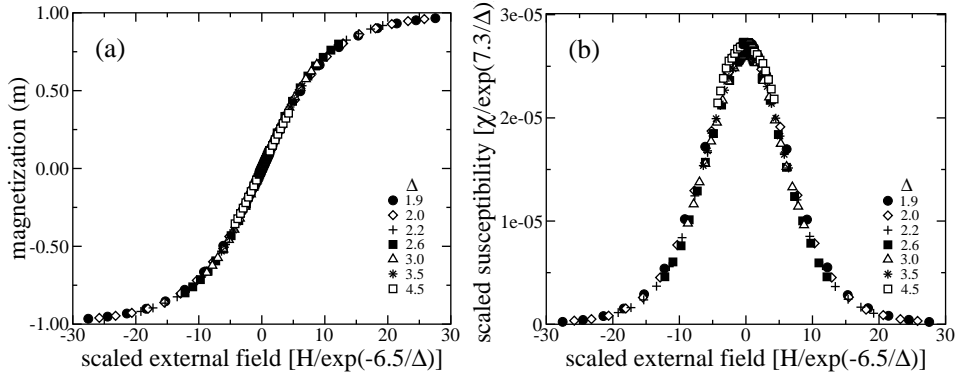 1.00
0.50
0.00
-0.50
-1.00
magnetization (m)
(a)
Δ
1.9
2.0
2.2
2.6
3.0
3.5
4.5
-30 -20 -10 0 10 20 30
scaled external field [H/exp(-6.5/Δ)]
3e-05
2e-05
1e-05
0
scaled susceptibility [χ/exp(7.3/Δ)]
(b)
Δ
1.9
2.0
2.2
2.6
3.0
3.5
4.5
-30 -20 -10 0 10 20 30
scaled external field [H/exp(-6.5/Δ)]